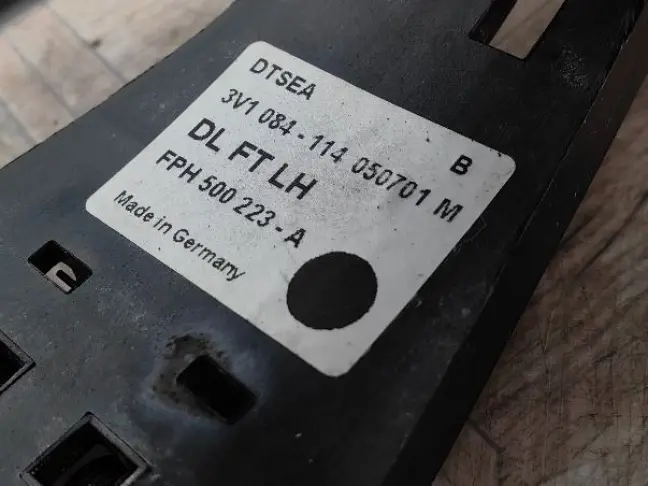 DTSEA
B
3V1 084 - 114 050701 M
DL FT LH
FPH 500 223 - A
Made in Germany